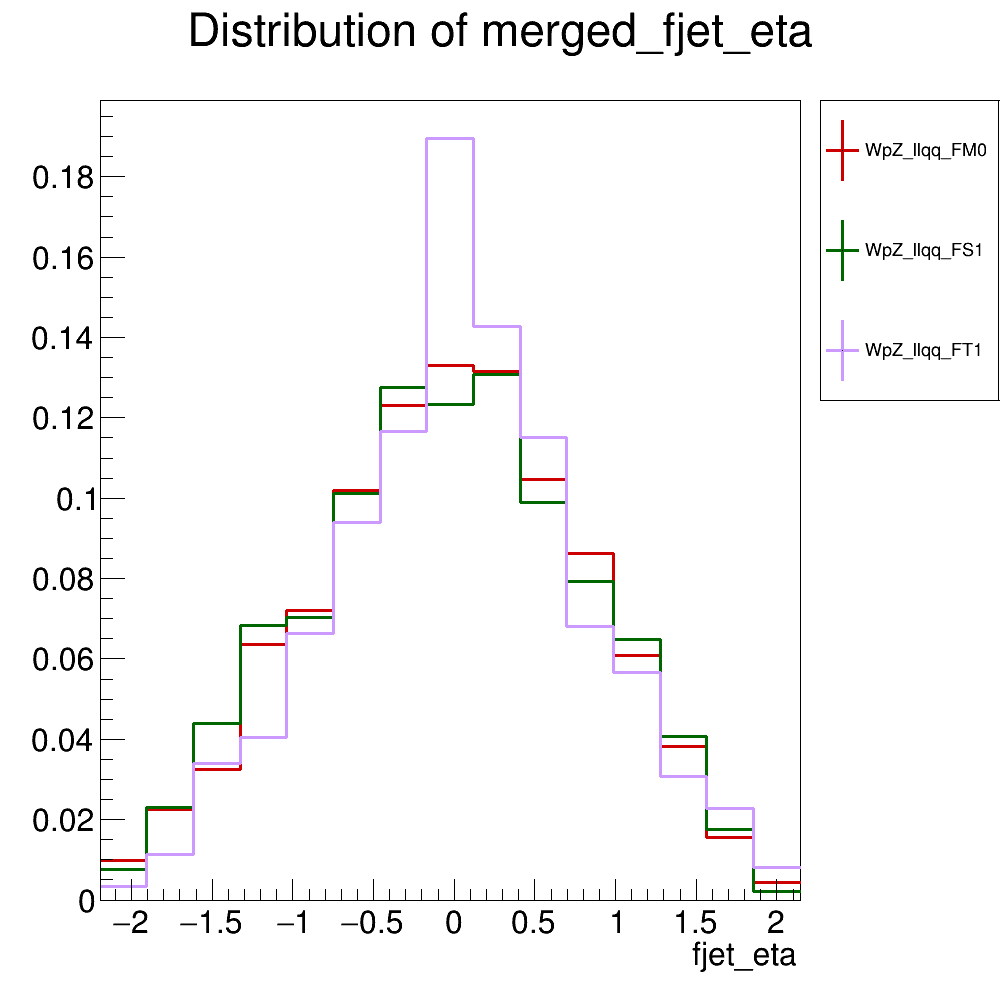 Distribution of merged_fjet_eta
WpZ_llqq_FM0
WpZ_llqq_FS1
WpZ_llqq_FT1
0.18
0.16
0.14
0.12
0.1
0.08
0.06
0.04
0.02
0
−2 −1.5 −1 −0.5 0 0.5 1 1.5 2
fjet_eta